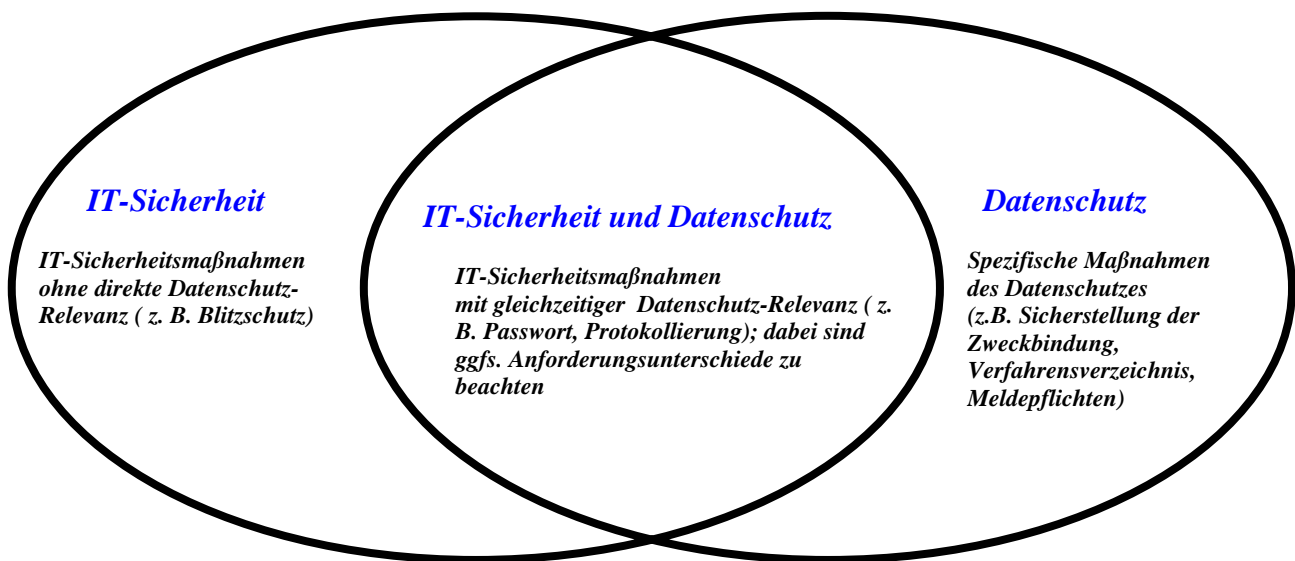 IT-Sicherheit
IT-Sicherheitsmaßnahmen
ohne direkte Datenschutz-
Relevanz ( z. B. Blitzschutz)
IT-Sicherheit und Datenschutz
IT-Sicherheitsmaßnahmen
mit gleichzeitiger Datenschutz-Relevanz ( z.
B. Passwort, Protokollierung); dabei sind
ggfs. Anforderungsunterschiede zu
beachten
Datenschutz
Spezifische Maßnahmen
des Datenschutzes
(z.B. Sicherstellung der
Zweckbindung,
Verfahrensverzeichnis,
Meldepflichten)